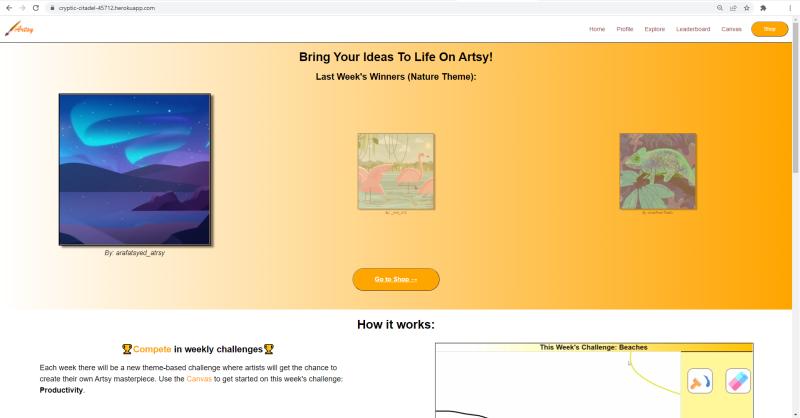 cryptic-citadel-45712.herokuapp.com
Artsy
Home Profile Explore Leaderboard Canvas Shop
Bring Your Ideas To Life On Artsy!
Last Week's Winners (Nature Theme):
By: arafatsyed_atrsy
Go to Shop →
How it works:
🏆Compete in weekly challenges🏆
Each week there will be a new theme-based challenge where artists will get the chance to
create their own Artsy masterpiece. Use the Canvas to get started on this week's challenge:
Productivity.
This Week's Challenge: Beaches